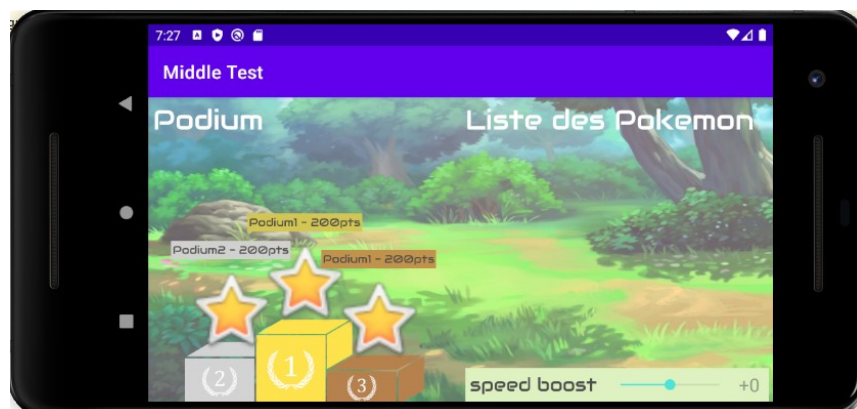 7:27
Middle Test
Podium
Liste des Pokemon
Podium1 - 200pts
Podium2 - 200pts
Podium1 - 200pts
1
2
3
speed boost +0